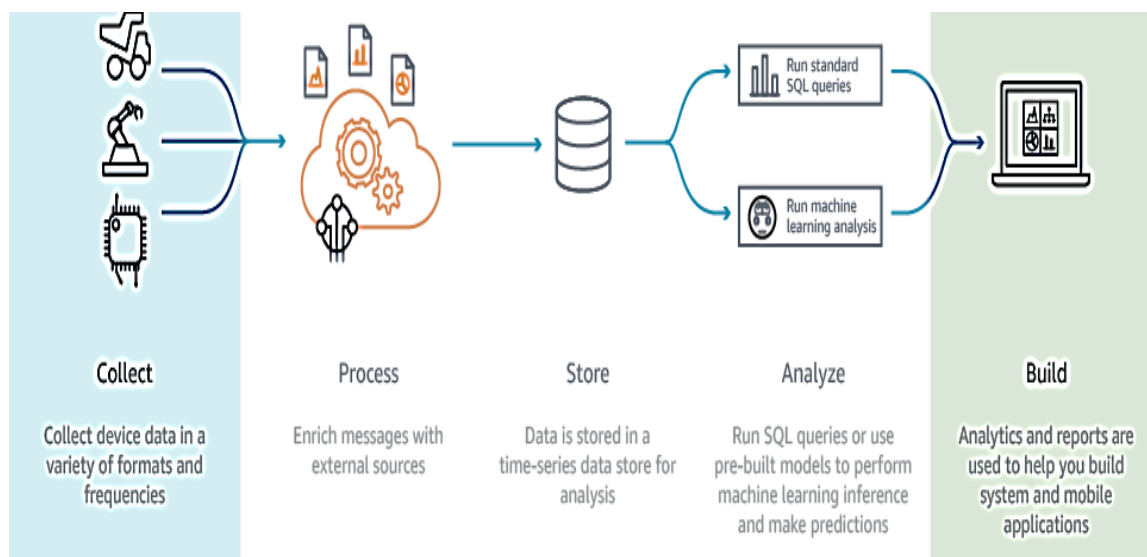 Run standard
SQL queries
Run machine
learning analysis
Collect
Collect device data in a
variety of formats and
frequencies
Process
Enrich messages with
external sources
Store
Data is stored in a
time-series data store for
analysis
Analyze
Run SQL queries or use
pre-built models to perform
machine learning inference
and make predictions
Build
Analytics and reports are
used to help you build
system and mobile
applications